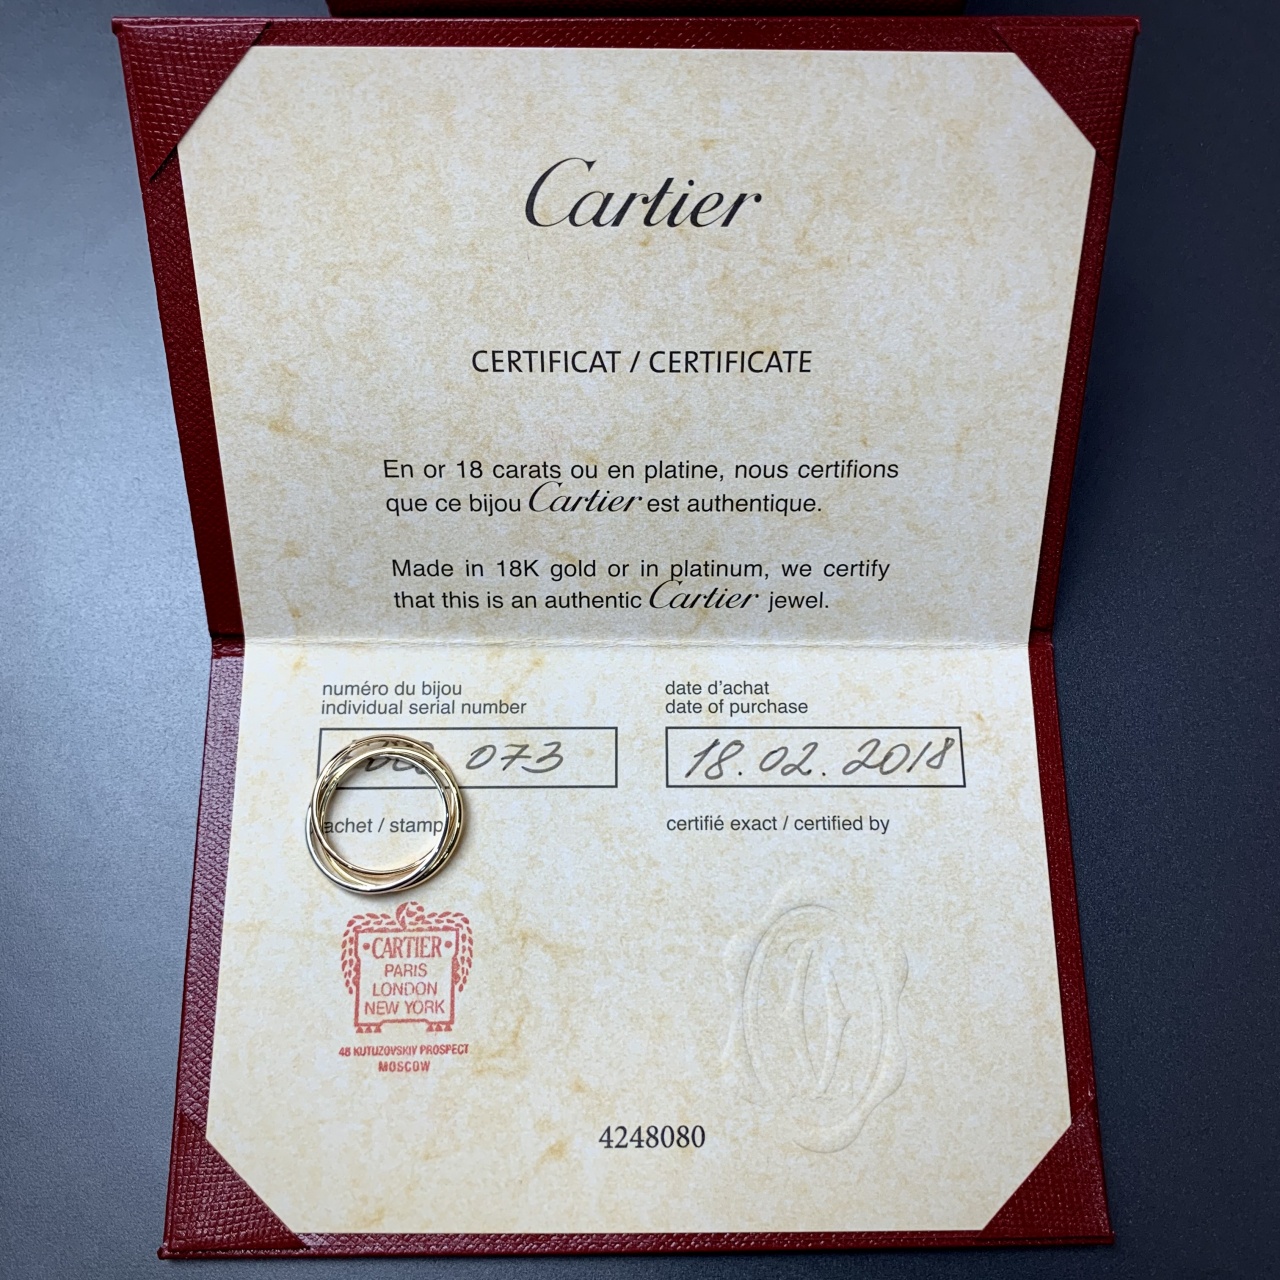 Cartier
CERTIFICAT / CERTIFICATE
En or 18 carats ou en platine, nous certifions
que ce bijou Cartier est authentique.
Made in 18K gold or in platinum, we certify
that this is an authentic Cartier jewel.
numéro du bijou
individual serial number
073
date d'achat
date of purchase
18.02.2018
achet / stamp
certifié exact / certified by
CARTIER
PARIS
LONDON
NEW YORK
48 KUTUZOVSKIY PROSPECT
MOSCOW
4248080